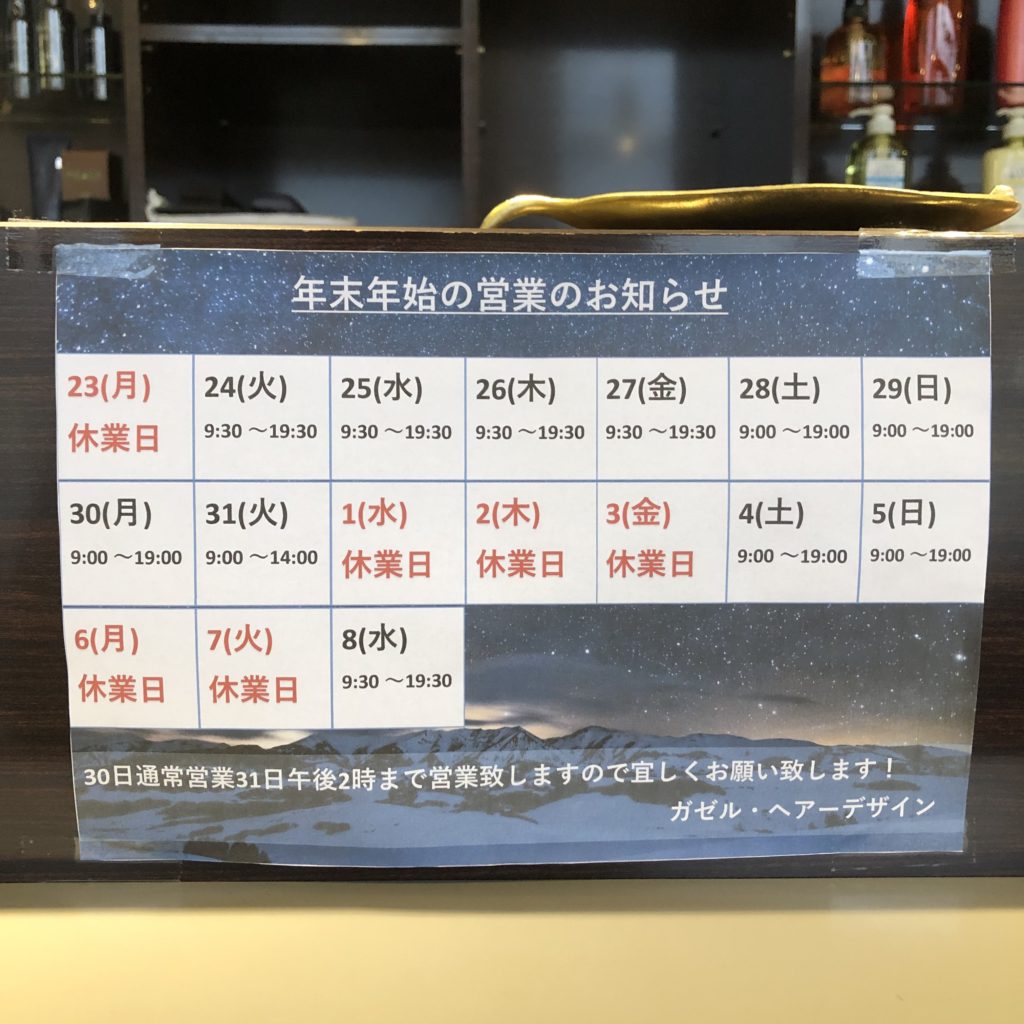 年末年始の営業のお知らせ
23(月) 24(火) 25(水) 26(木) 27(金) 28(土) 29(日)
休業日 9:30 ～19:30 9:30 ～19:30 9:30 ～19:30 9:30 ～19:30 9:00 ～19:00 9:00 ～19:00
30(月) 31(火) 1(水) 2(木) 3(金) 4(土) 5(日)
9:00 ～19:00 9:00 ～14:00 休業日 休業日 休業日 9:00 ～19:00 9:00 ～19:00
6(月) 7(火) 8(水)
休業日 休業日 9:30 ～19:30
30日通常営業31日午後2時まで営業致しますので宜しくお願い致します！
ガゼル・ヘアーデザイン